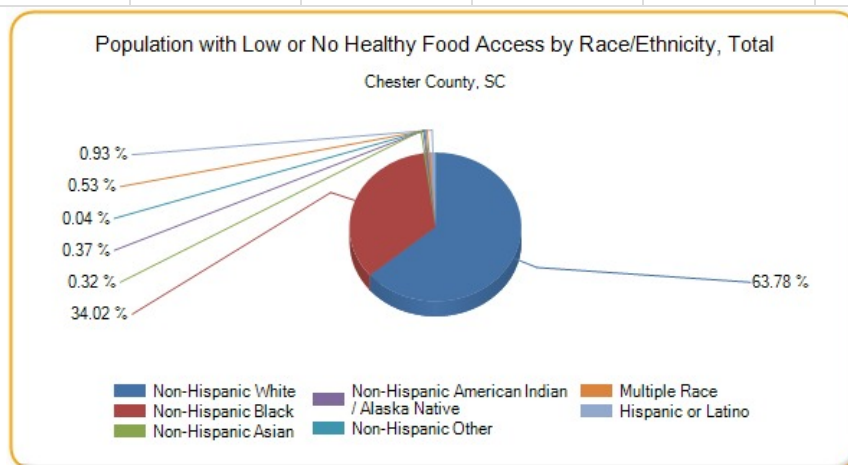 Population with Low or No Healthy Food Access by Race/Ethnicity, Total
Chester County, SC
0.93 %
0.53 %
0.04 %
0.37 %
0.32 %
34.02 %
63.78 %
Non-Hispanic White
Non-Hispanic Black
Non-Hispanic Asian
Non-Hispanic American Indian
/ Alaska Native
Non-Hispanic Other
Multiple Race
Hispanic or Latino